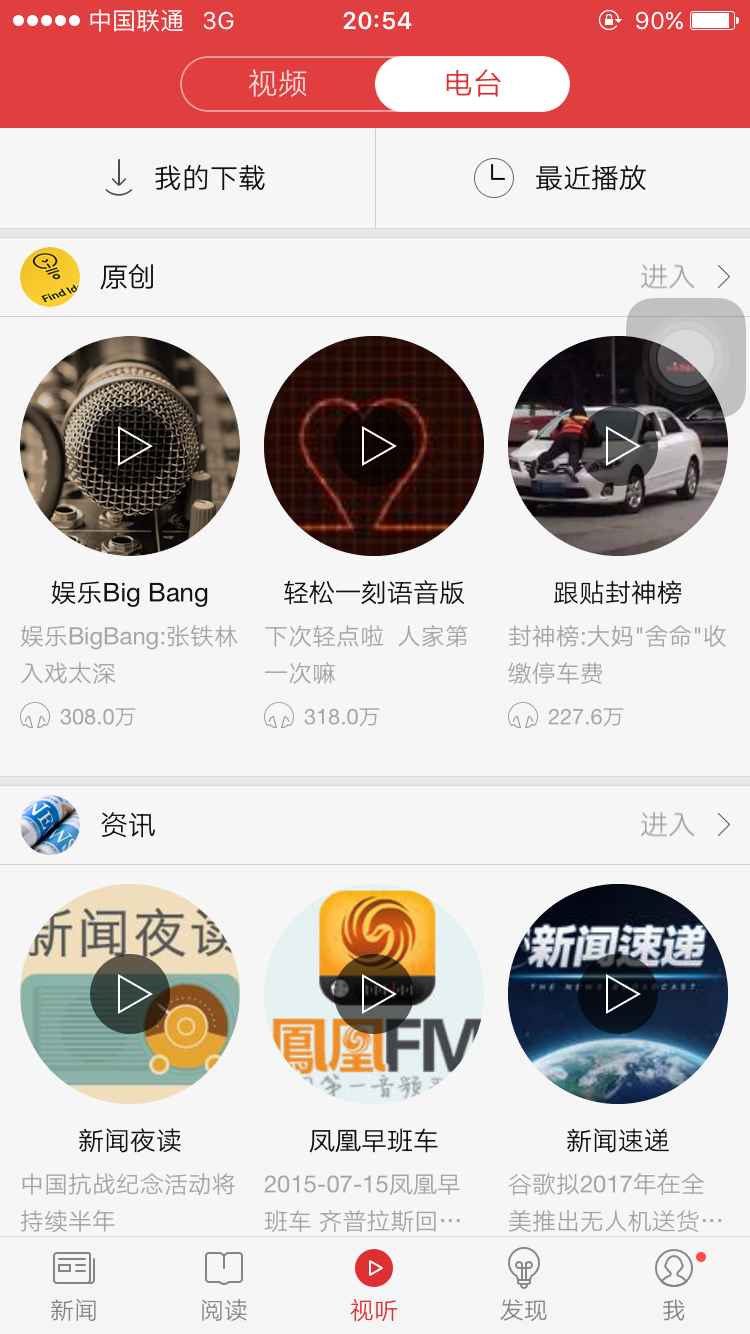 中国联通 3G 20:54 90%
视频 电台
我的下载 最近播放
Find Id
原创 进入
娱乐Big Bang
娱乐BigBang:张铁林
入戏太深
308.0万
轻松一刻语音版
下次轻点啦 人家第
一次嘛
318.0万
跟贴封神榜
封神榜:大妈"舍命"收
缴停车费
227.6万
NEWS
资讯 进入
新闻夜读
新闻夜读
中国抗战纪念活动将
持续半年
鳳凰FM
凤凰早班车
2015-07-15凤凰早
班车 齐普拉斯回…
新闻速递
新闻速递
谷歌拟2017年在全
美推出无人机送货…
新闻 阅读 视听 发现 我